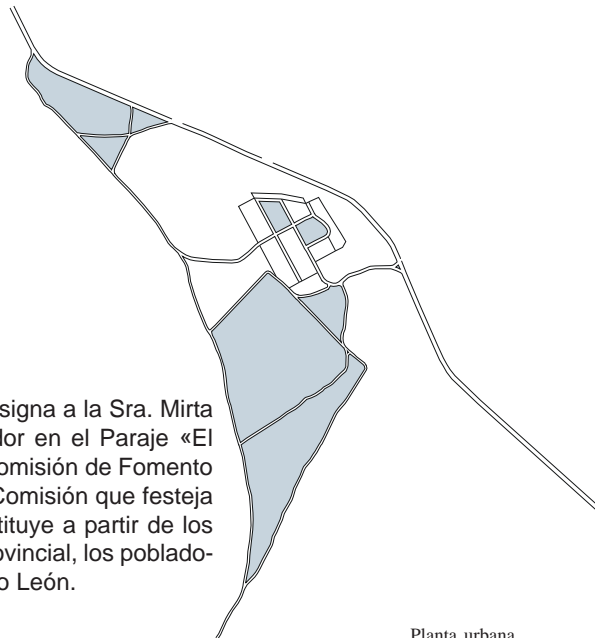 signa a la Sra. Mirta
dor en el Paraje «El
omisión de Fomento
Comisión que festeja
tituye a partir de los
ovincial, los poblado-
o León.
Planta urbana